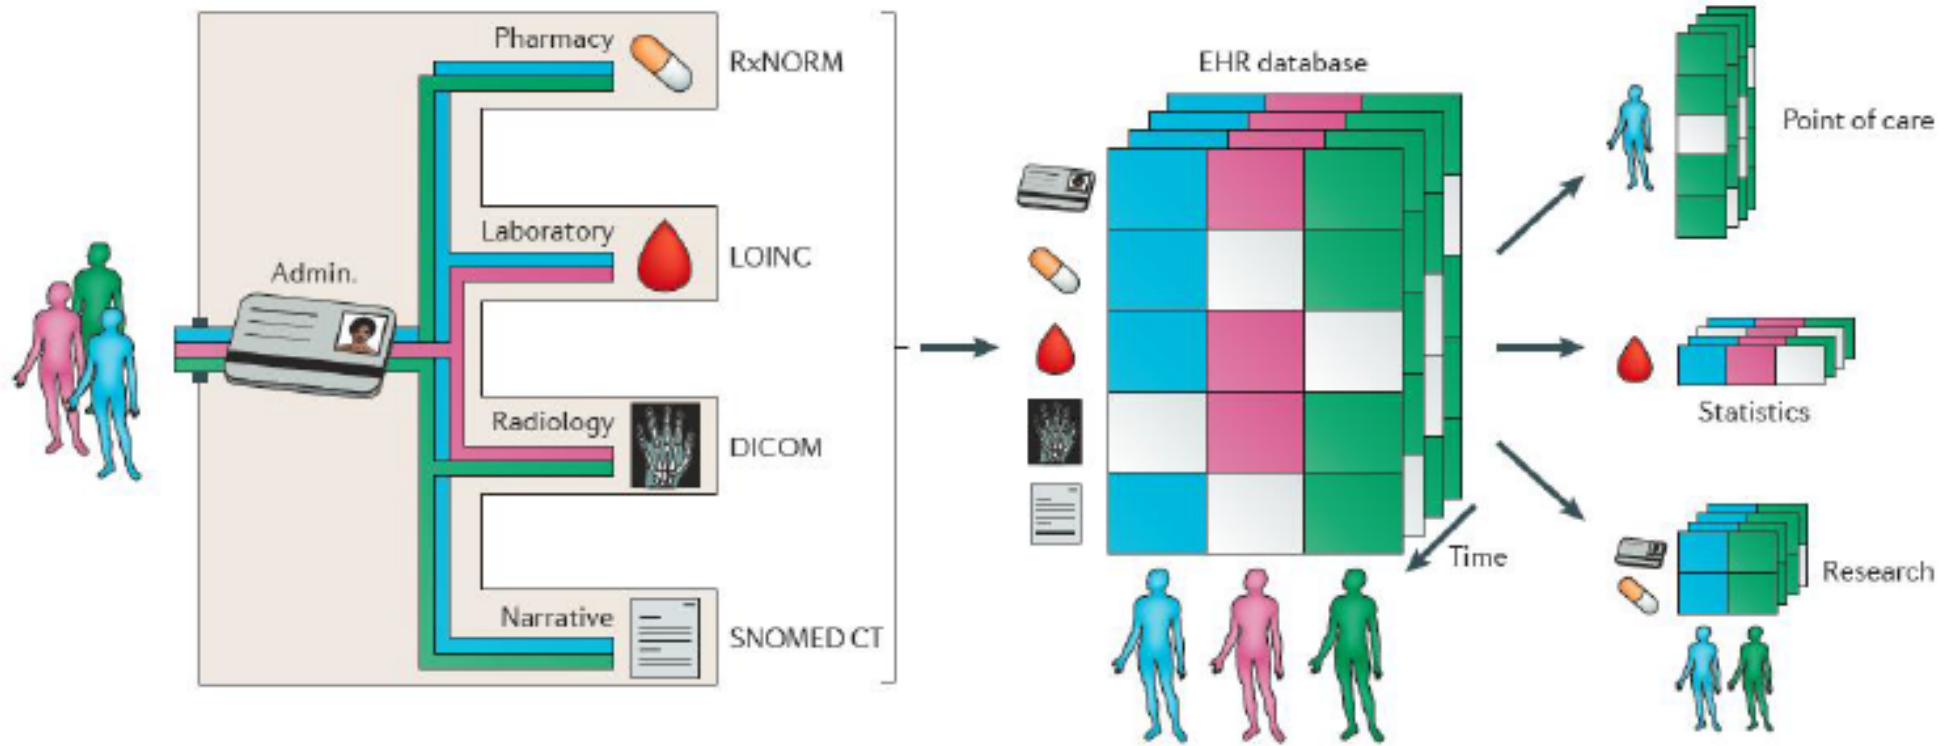 Pharmacy
RxNORM
Laboratory
LOINC
Admin.
Radiology
DICOM
Narrative
SNOMED CT
EHR database
Time
Point of care
Statistics
Research